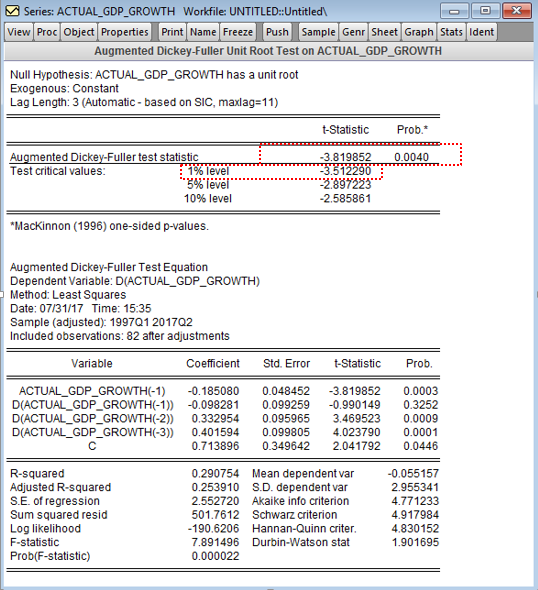 Series: ACTUAL_GDP_GROWTH Workfile: UNTITLED::Untitled\
View Proc Object Properties Print Name Freeze Push Sample Genr Sheet Graph Stats Ident
Augmented Dickey-Fuller Unit Root Test on ACTUAL_GDP_GROWTH
Null Hypothesis: ACTUAL_GDP_GROWTH has a unit root
Exogenous: Constant
Lag Length: 3 (Automatic - based on SIC, maxlag=11)
t-Statistic Prob.*
Augmented Dickey-Fuller test statistic -3.819852 0.0040
Test critical values: 1% level -3.512290
5% level -2.897223
10% level -2.585861
*MacKinnon (1996) one-sided p-values.
Augmented Dickey-Fuller Test Equation
Dependent Variable: D(ACTUAL_GDP_GROWTH)
Method: Least Squares
Date: 07/31/17 Time: 15:35
Sample (adjusted): 1997Q1 2017Q2
Included observations: 82 after adjustments
Variable Coefficient Std. Error t-Statistic Prob.
ACTUAL_GDP_GROWTH(-1) -0.185080 0.048452 -3.819852 0.0003
D(ACTUAL_GDP_GROWTH(-1)) -0.098281 0.099259 -0.990149 0.3252
D(ACTUAL_GDP_GROWTH(-2)) 0.332954 0.095965 3.469523 0.0009
D(ACTUAL_GDP_GROWTH(-3)) 0.401594 0.099805 4.023790 0.0001
C 0.713896 0.349642 2.041792 0.0446
R-squared 0.290754 Mean dependent var -0.055157
Adjusted R-squared 0.253910 S.D. dependent var 2.955341
S.E. of regression 2.552720 Akaike info criterion 4.771233
Sum squared resid 501.7612 Schwarz criterion 4.917984
Log likelihood -190.6206 Hannan-Quinn criter. 4.830152
F-statistic 7.891496 Durbin-Watson stat 1.901695
Prob(F-statistic) 0.000022